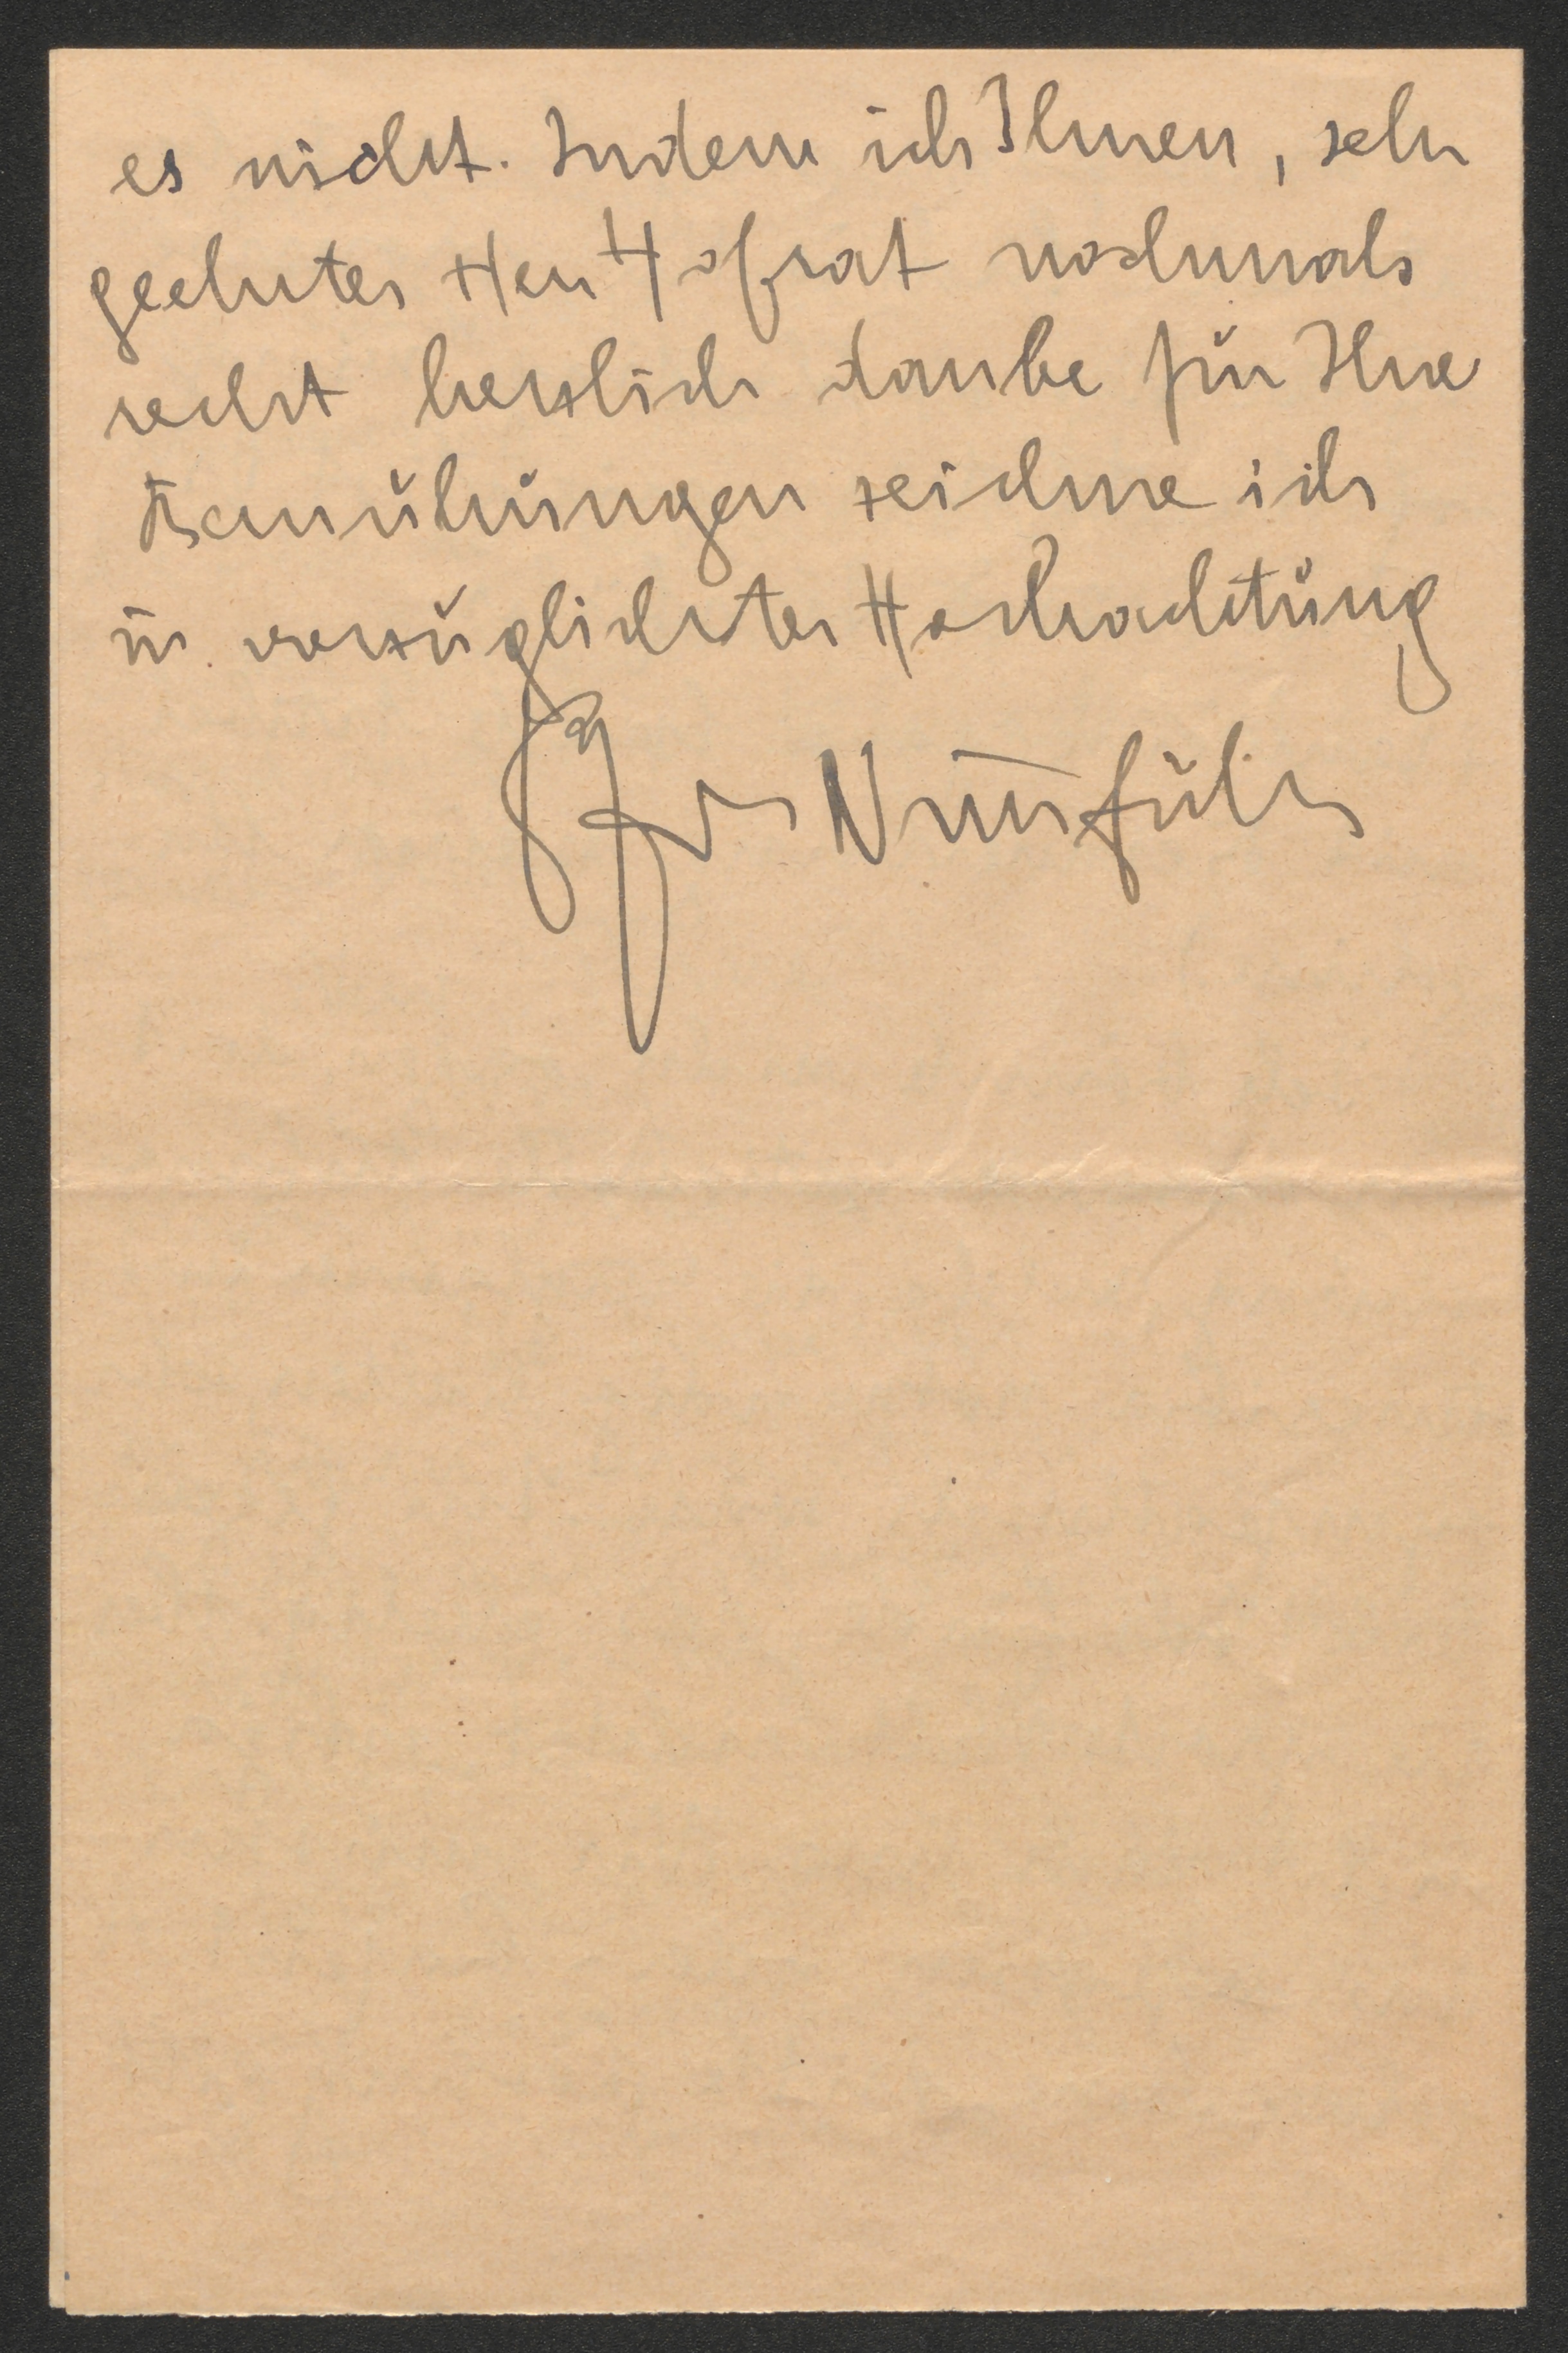 es nicht. Indem ich Ihnen, sehr
geehrter Herr Hofrat nochmals
recht herzlich danke für Ihre
Bemühungen zeichne ich
in vorzüglichster Hochachtung
Nimführ